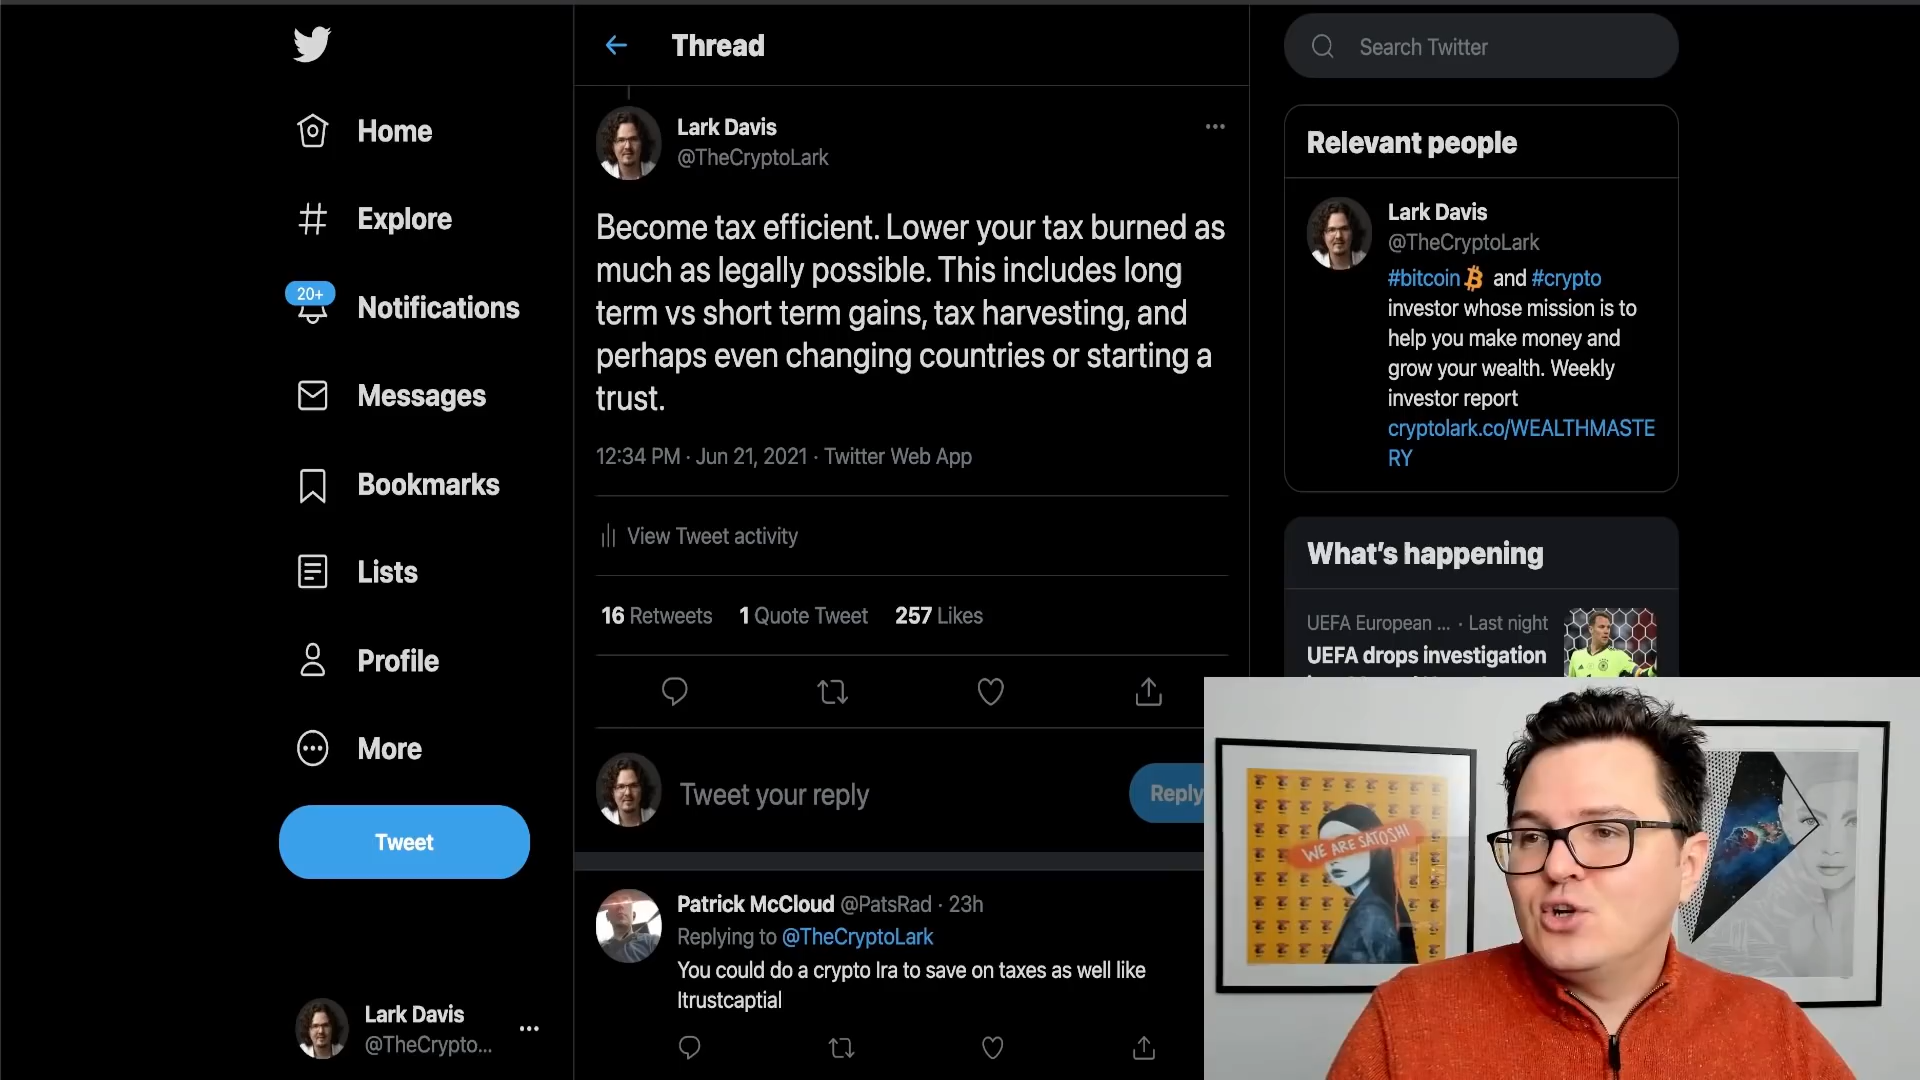 Home
Explore
20+
Notifications
Messages
Bookmarks
Lists
Profile
More
Tweet
Lark Davis
@TheCrypto...
Thread
Lark Davis
@TheCryptoLark
Become tax efficient. Lower your tax burned as
much as legally possible. This includes long
term vs short term gains, tax harvesting, and
perhaps even changing countries or starting a
trust.
12:34 PM · Jun 21, 2021 · Twitter Web App
View Tweet activity
16 Retweets 1 Quote Tweet 257 Likes
Tweet your reply
Reply
Patrick McCloud @PatsRad · 23h
Replying to @TheCryptoLark
You could do a crypto Ira to save on taxes as well like
Itrustcaptial
Search Twitter
Relevant people
Lark Davis
@TheCryptoLark
#bitcoin and #crypto
investor whose mission is to
help you make money and
grow your wealth. Weekly
investor report
cryptolark.co/WEALTHMASTE
RY
What's happening
UEFA European ... · Last night
UEFA drops investigation
WE ARE SATOSHI